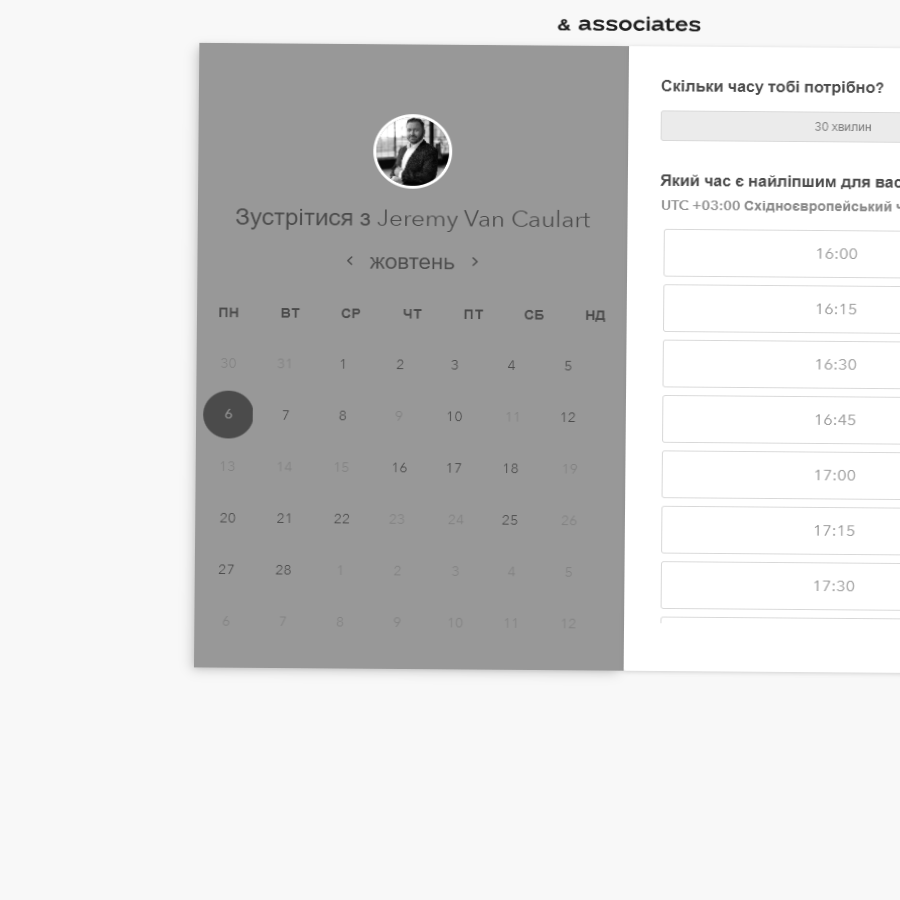 & associates
Зустрітися з Jeremy Van Caulart
жовтень
ПН ВТ СР ЧТ ПТ СБ НД
30 31 1 2 3 4 5
6 7 8 9 10 11 12
13 14 15 16 17 18 19
20 21 22 23 24 25 26
27 28 1 2 3 4 5
6 7 8 9 10 11 12
Скільки часу тобі потрібно?
30 хвилин
Який час є найліпшим для вас
UTC +03:00 Східноєвропейський
16:00
16:15
16:30
16:45
17:00
17:15
17:30